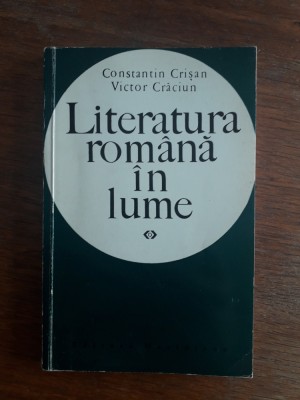 Constantin Crișan
Victor Crăciun
Literatura
română
în
lume